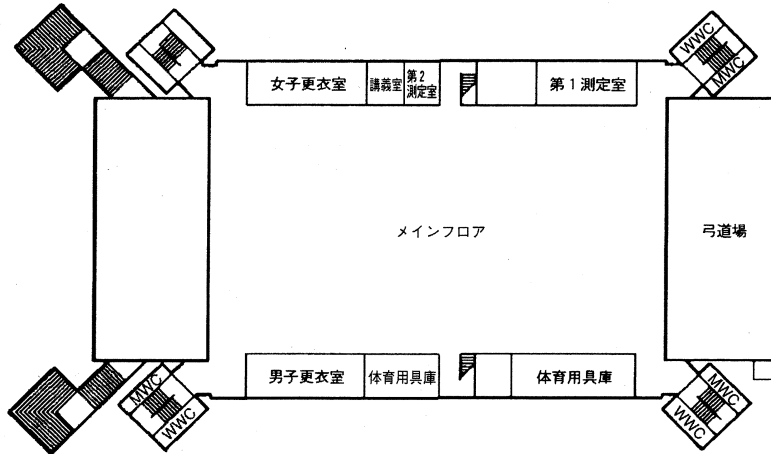 WWC
MWC
女子更衣室
講義室
第2
測定室
第1測定室
メインフロア
弓道場
男子更衣室
体育用具庫
体育用具庫
MWC
WWC
MWC
WWC